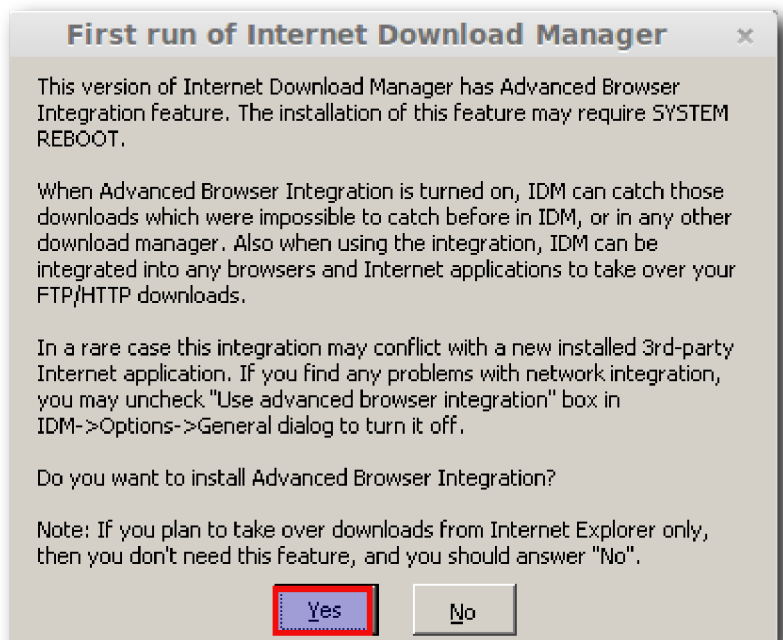 First run of Internet Download Manager
This version of Internet Download Manager has Advanced Browser
Integration feature. The installation of this feature may require SYSTEM
REBOOT.
When Advanced Browser Integration is turned on, IDM can catch those
downloads which were impossible to catch before in IDM, or in any other
download manager. Also when using the integration, IDM can be
integrated into any browsers and Internet applications to take over your
FTP/HTTP downloads.
In a rare case this integration may conflict with a new installed 3rd-party
Internet application. If you find any problems with network integration,
you may uncheck "Use advanced browser integration" box in
IDM->Options->General dialog to turn it off.
Do you want to install Advanced Browser Integration?
Note: If you plan to take over downloads from Internet Explorer only,
then you don't need this feature, and you should answer "No".
Yes No